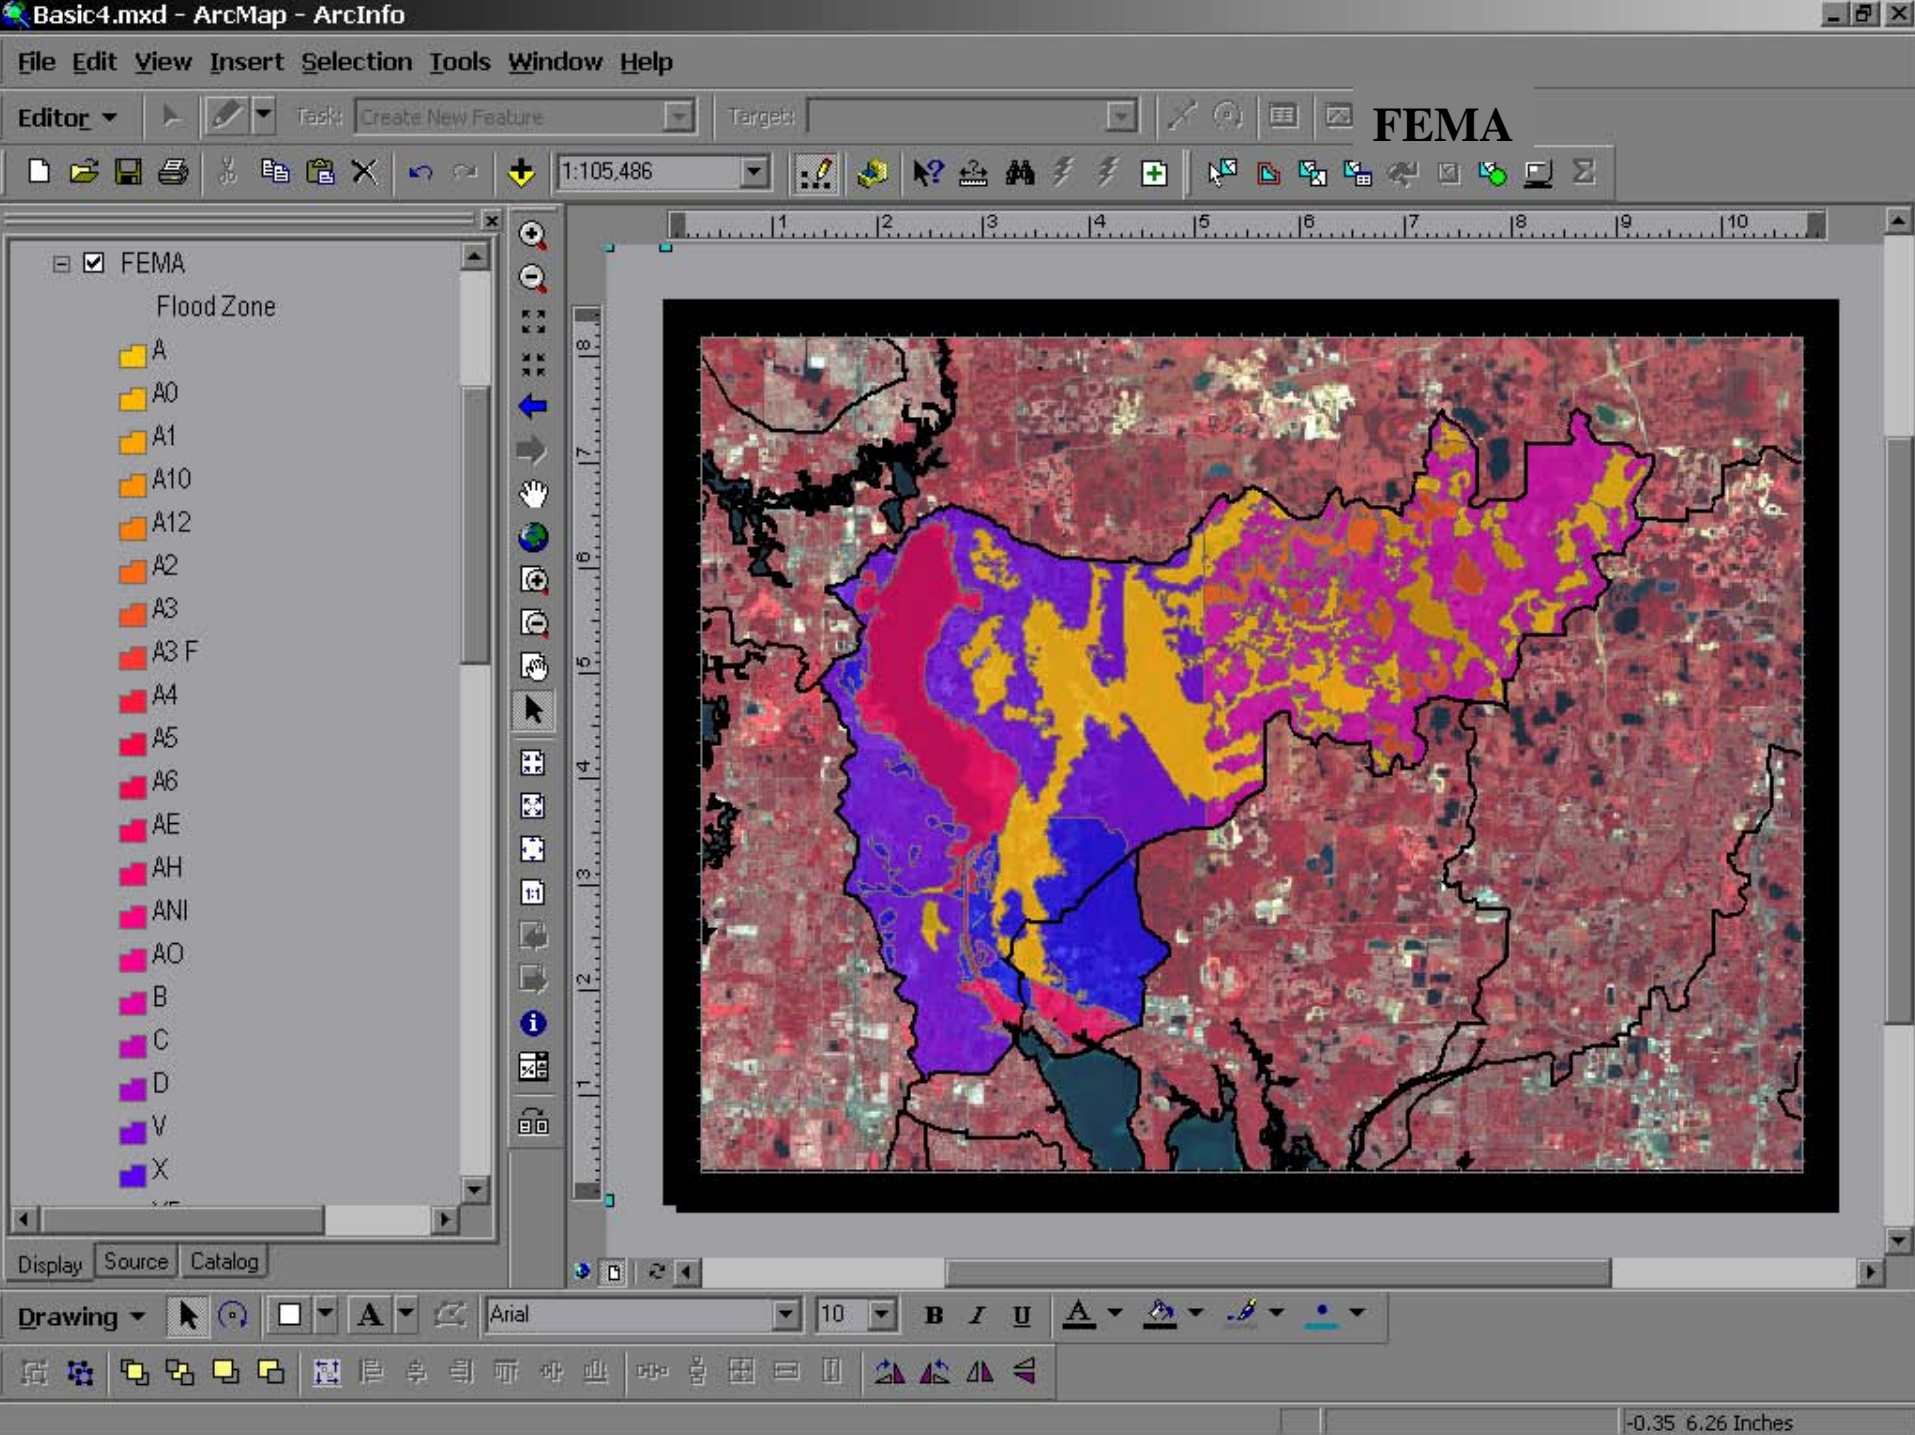 Basic4.mxd - ArcMap - ArcInfo
File Edit View Insert Selection Tools Window Help
Editor Task: Create New Feature Target:
FEMA
1:105,486
1 2 3 4 5 6 7 8 9 10
FEMA
Flood Zone
A
A0
A1
A10
A12
A2
A3
A3 F
A4
A5
A6
AE
AH
ANI
AO
B
C
D
V
X
1:1
8
7
6
5
4
3
2
1
Display Source Catalog
Drawing A Arial 10 B I U A
-0.35 6.26 Inches